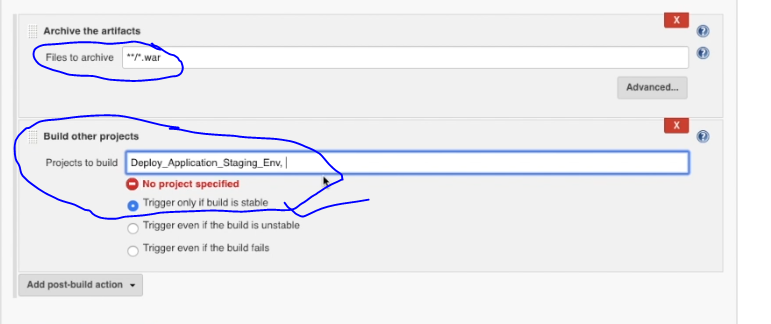 X
Archive the artifacts
Files to archive **/*.war
Advanced...
X
Build other projects
Projects to build Deploy_Application_Staging_Env,
No project specified
Trigger only if build is stable
Trigger even if the build is unstable
Trigger even if the build fails
Add post-build action